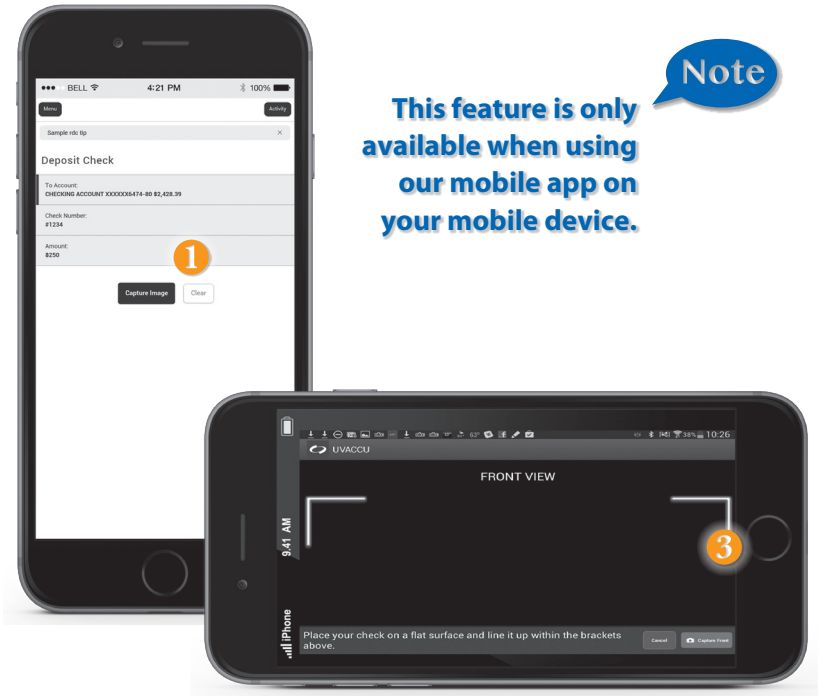 BELL 4:21 PM 100%
Menu Activity
Sample rdc tip ×
Deposit Check
To Account:
CHECKING ACCOUNT XXXXXX6474-80 $2,428.39
Check Number:
#1234
Amount:
$250
1
Capture Image Clear
Note
This feature is only
available when using
our mobile app on
your mobile device.
63° 38% 10:26
UVACCU
FRONT VIEW
9.41 AM
iPhone
3
Place your check on a flat surface and line it up within the brackets
above.
Cancel Capture Front